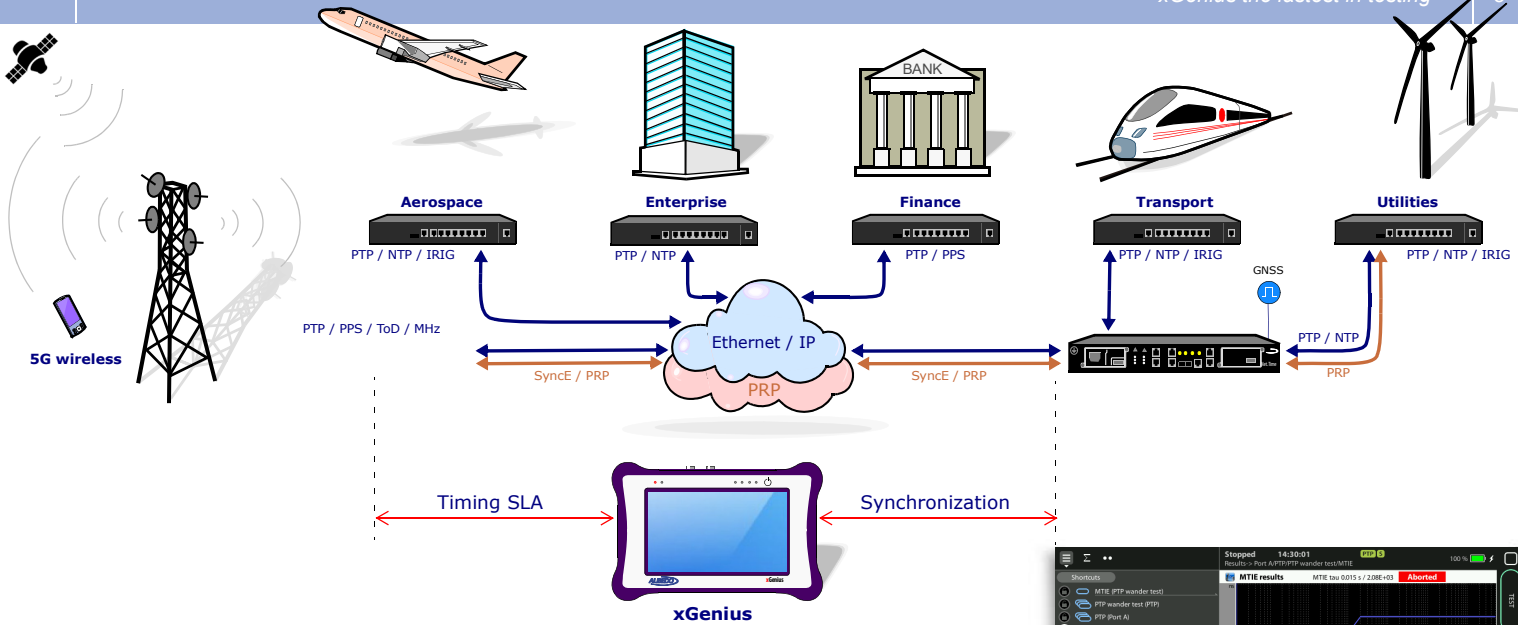 xGenius the fastest in testing
BANK
Aerospace
Enterprise
Finance
Transport
Utilities
PTP / NTP / IRIG
PTP / NTP
PTP / PPS
PTP / NTP / IRIG
PTP / NTP / IRIG
GNSS
PTP / PPS / ToD / MHz
Ethernet / IP
PTP / NTP
5G wireless
SyncE / PRP
PRP
SyncE / PRP
PRP
Timing SLA
Synchronization
ALBEDO
xGenius
xGenius
Stopped 14:30:01
PTP S
100 %
Results-> Port A/PTP/PTP wander test/MTIE
Shortcuts
MTIE results
MTIE tau 0.015 s / 2.08E+03
Aborted
MTIE (PTP wander test)
PTP wander test (PTP)
PTP (Port A)
TEST